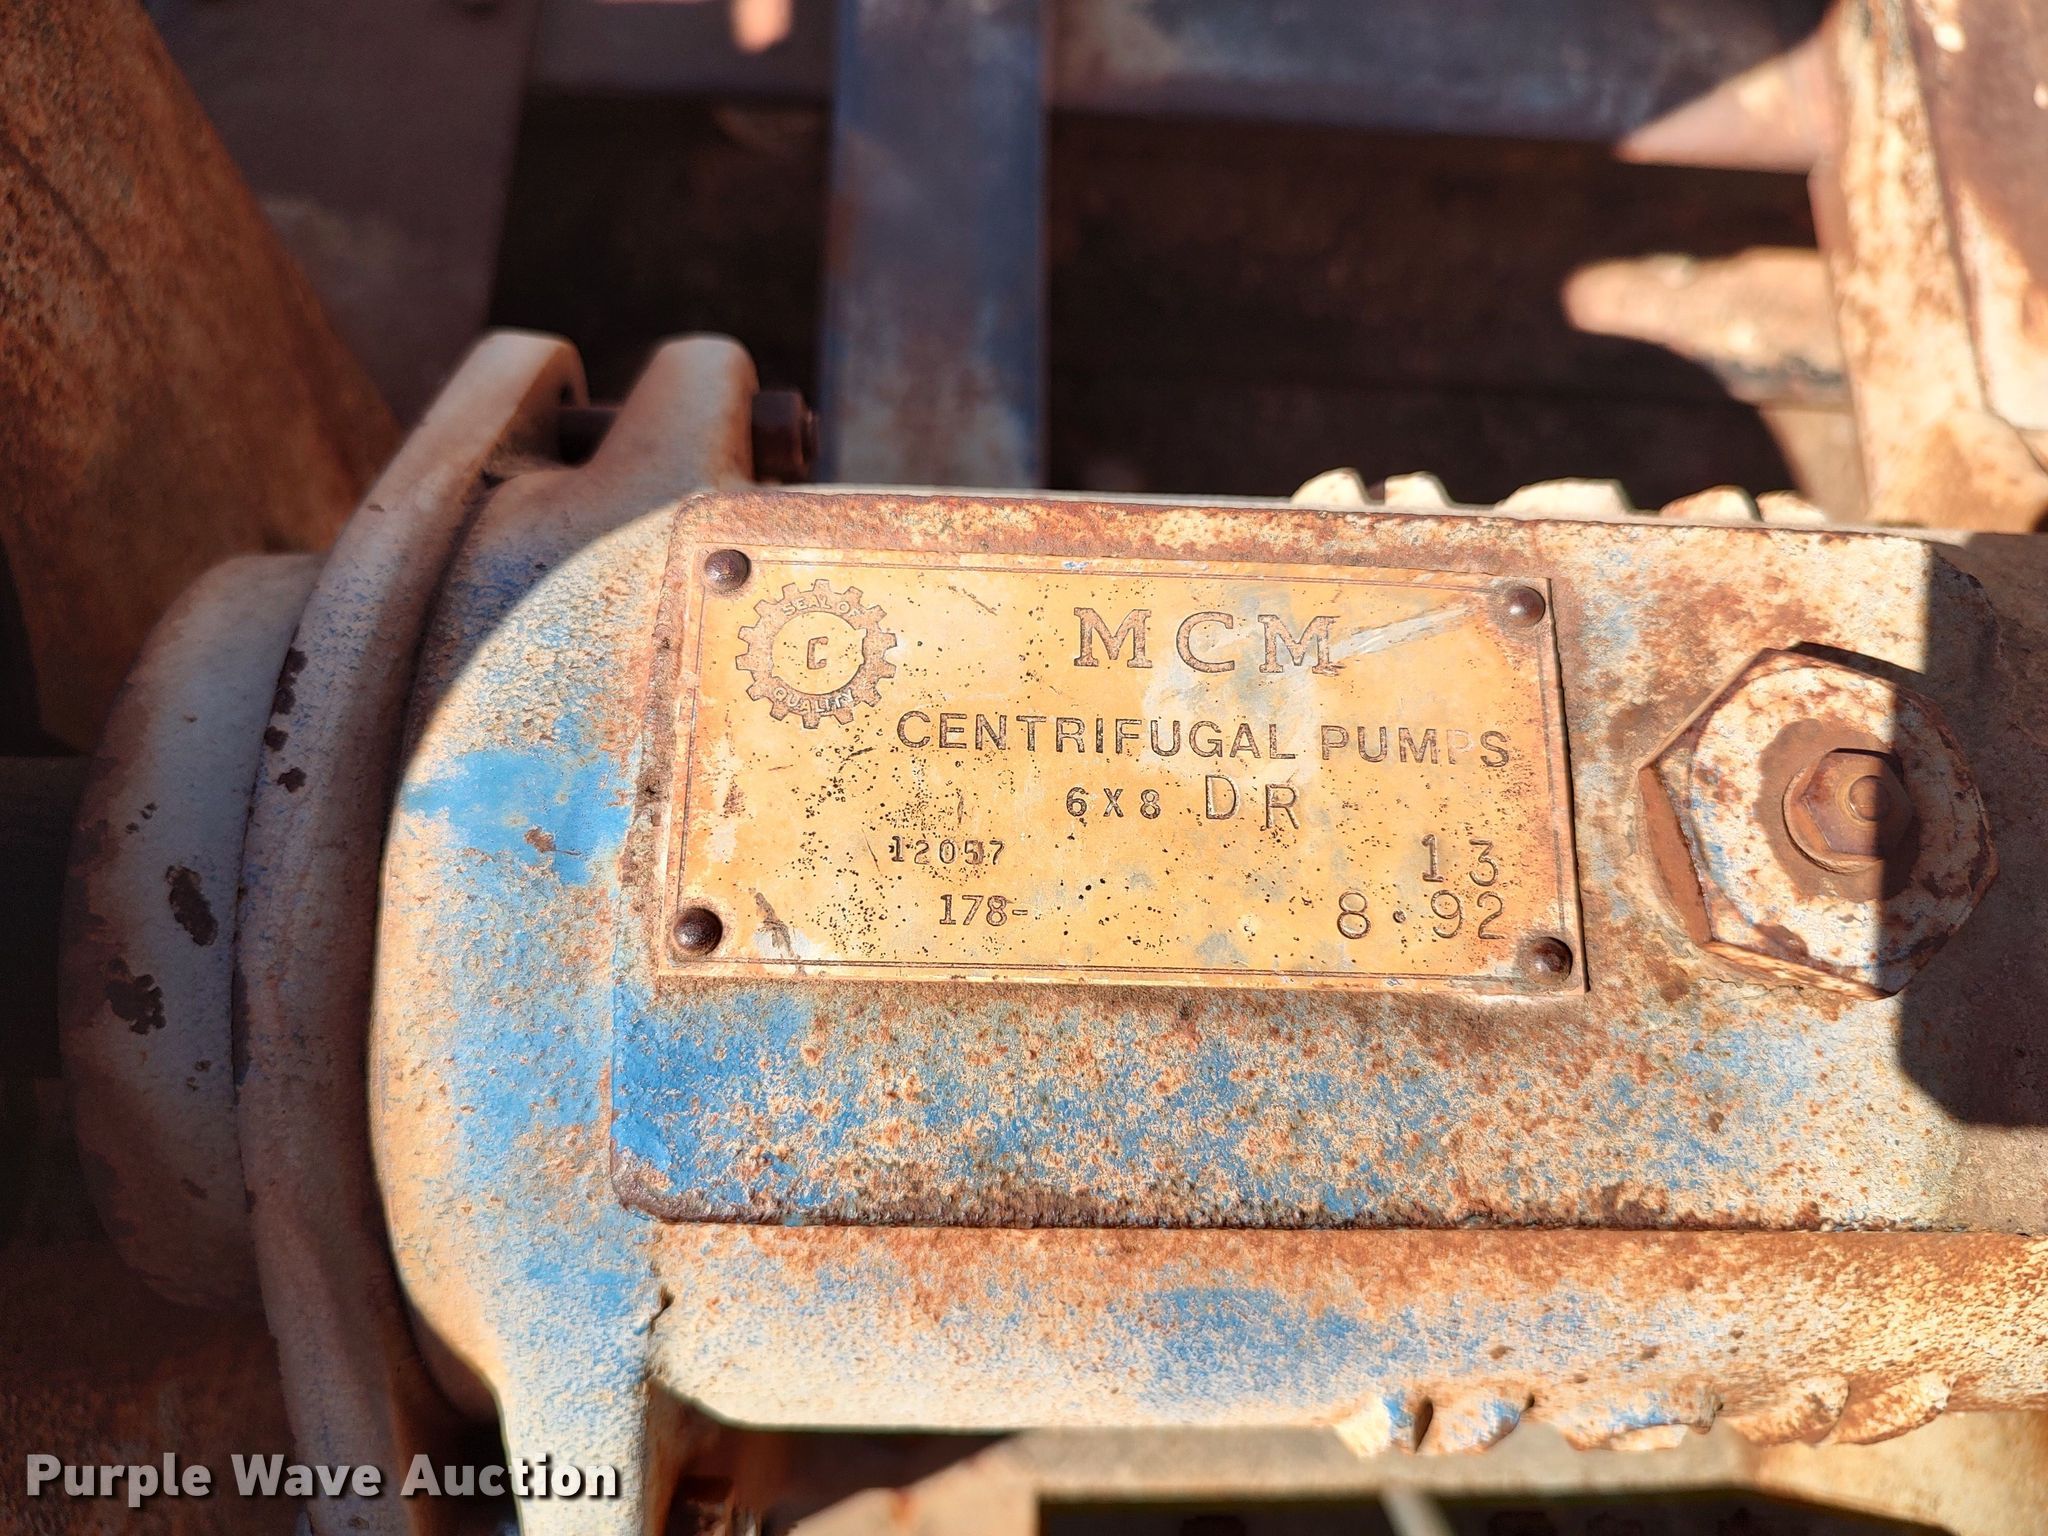 SEAL OF
C
QUALITY
MCM
CENTRIFUGAL PUMPS
6X8 DR
12057 13
178- 8·92
Purple Wave Auction